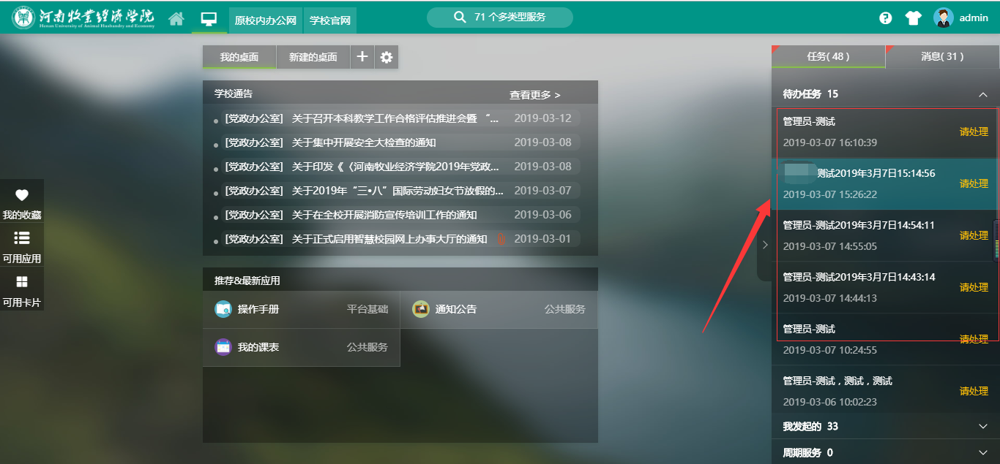 河南牧业经济学院
Henan University of Animal Husbandry and Economy
原校内办公网
学校官网
71 个多类型服务
admin
我的桌面
新建的桌面
任务( 48 )
消息( 31 )
学校通告
查看更多 >
[党政办公室] 关于召开本科教学工作合格评估推进会暨 “... 2019-03-12
[党政办公室] 关于集中开展安全大检查的通知 2019-03-08
[党政办公室] 关于印发《〈河南牧业经济学院2019年党政... 2019-03-08
[党政办公室] 关于2019年“三•八”国际劳动妇女节放假的... 2019-03-07
[党政办公室] 关于在全校开展消防宣传培训工作的通知 2019-03-06
[党政办公室] 关于正式启用智慧校园网上办事大厅的通知 2019-03-01
推荐&最新应用
操作手册 平台基础
通知公告 公共服务
我的课表 公共服务
我的收藏
可用应用
可用卡片
待办任务 15
管理员-测试
请处理
2019-03-07 16:10:39
测试2019年3月7日15:14:56
请处理
2019-03-07 15:26:22
管理员-测试2019年3月7日14:54:11
请处理
2019-03-07 14:55:05
管理员-测试2019年3月7日14:43:14
请处理
2019-03-07 14:44:13
管理员-测试
请处理
2019-03-07 10:24:55
管理员-测试，测试，测试
请处理
2019-03-06 10:02:23
我发起的 33
周期服务 0